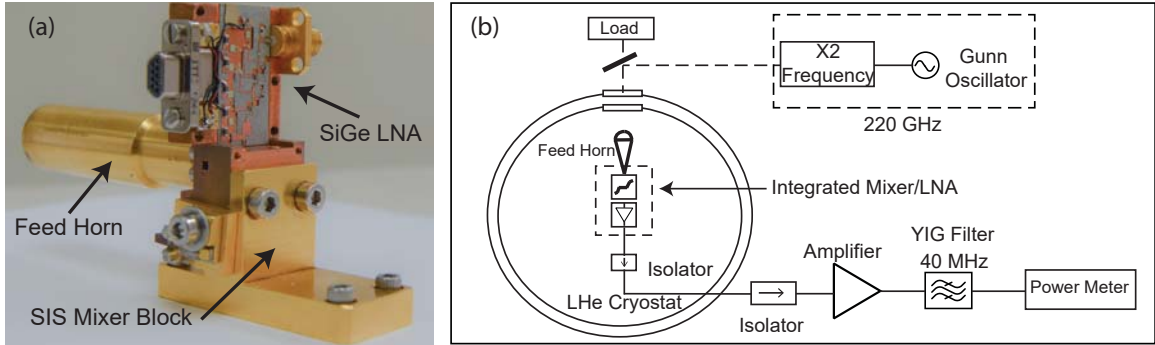 (a)
SiGe LNA
Feed Horn
SIS Mixer Block
(b)
Load
X2
Frequency
Gunn
Oscillator
220 GHz
Feed Horn
Integrated Mixer/LNA
Isolator
LHe Cryostat
Isolator
Amplifier
YIG Filter
40 MHz
Power Meter